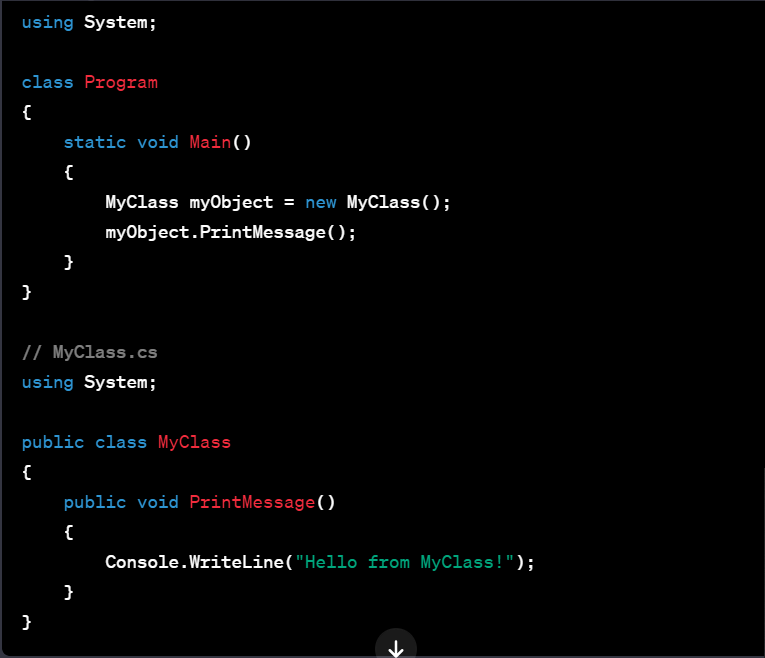 using System;

class Program
{
    static void Main()
    {
        MyClass myObject = new MyClass();
        myObject.PrintMessage();
    }
}

// MyClass.cs
using System;

public class MyClass
{
    public void PrintMessage()
    {
        Console.WriteLine("Hello from MyClass!");
    }
}